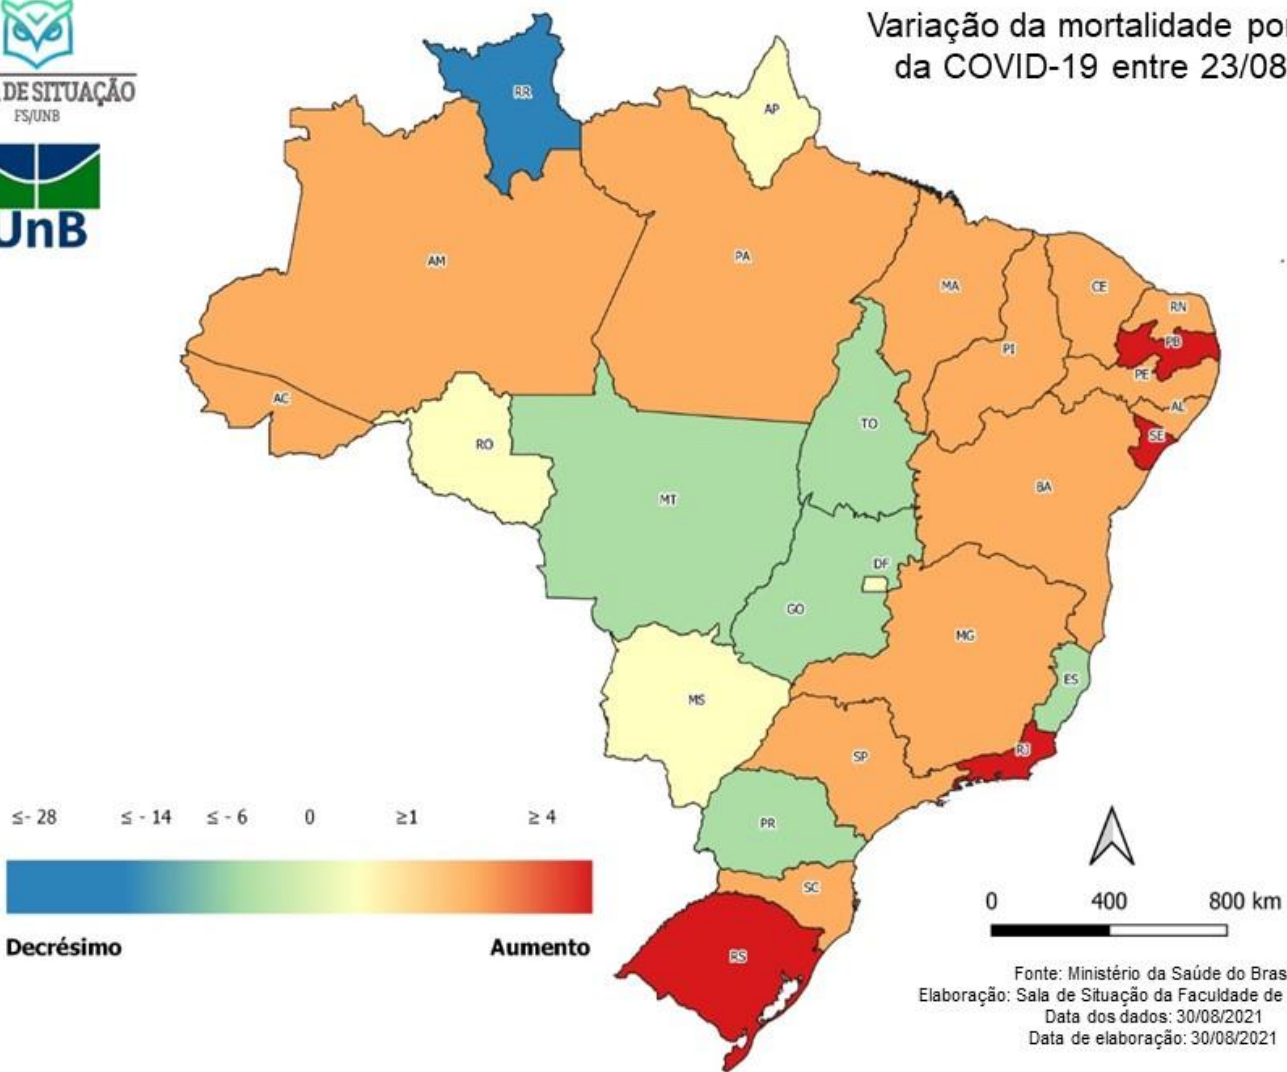 Variação da mortalidade por
da COVID-19 entre 23/08
DE SITUAÇÃO
FS/UNB
UnB
RR
AP
AM
PA
MA
CE
RN
PI
PB
PE
AL
SE
AC
RO
TO
MT
BA
DF
GO
MG
ES
MS
SP
RJ
PR
SC
RS
≤- 28 ≤ - 14 ≤ - 6 0 ≥1 ≥ 4
Decrésimo Aumento
0 400 800 km
Fonte: Ministério da Saúde do Bras
Elaboração: Sala de Situação da Faculdade de
Data dos dados: 30/08/2021
Data de elaboração: 30/08/2021